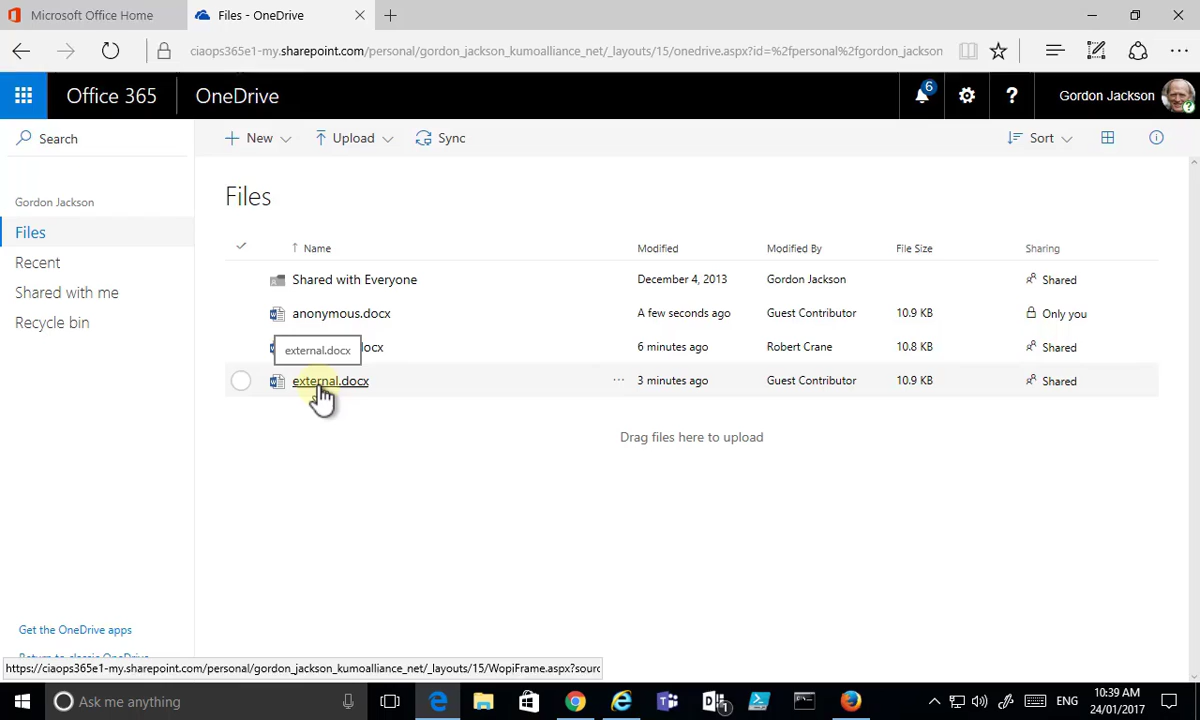 Microsoft Office Home
Files - OneDrive
ciaops365e1-my.sharepoint.com/personal/gordon_jackson_kumoalliance_net/_layouts/15/onedrive.aspx?id=%2fpersonal%2fgordon_jackson
Office 365
OneDrive
6
?
Gordon Jackson
Search
New
Upload
Sync
Sort
Gordon Jackson
Files
Recent
Shared with me
Recycle bin
Files
Name Modified Modified By File Size Sharing
Shared with Everyone December 4, 2013 Gordon Jackson Shared
anonymous.docx A few seconds ago Guest Contributor 10.9 KB Only you
external.docx
ocx 6 minutes ago Robert Crane 10.8 KB Shared
external.docx ... 3 minutes ago Guest Contributor 10.9 KB Shared
Drag files here to upload
Get the OneDrive apps
Return to classic OneDrive
https://ciaops365e1-my.sharepoint.com/personal/gordon_jackson_kumoalliance_net/_layouts/15/WopiFrame.aspx?sourc
Ask me anything
ENG
10:39 AM
24/01/2017